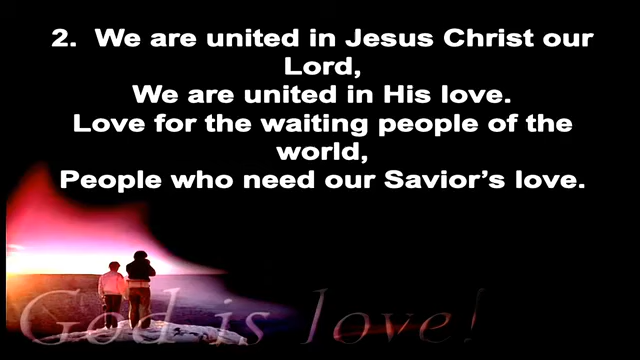 2.  We are united in Jesus Christ our
Lord,
We are united in His love.
Love for the waiting people of the
world,
People who need our Savior’s love.
God is love!